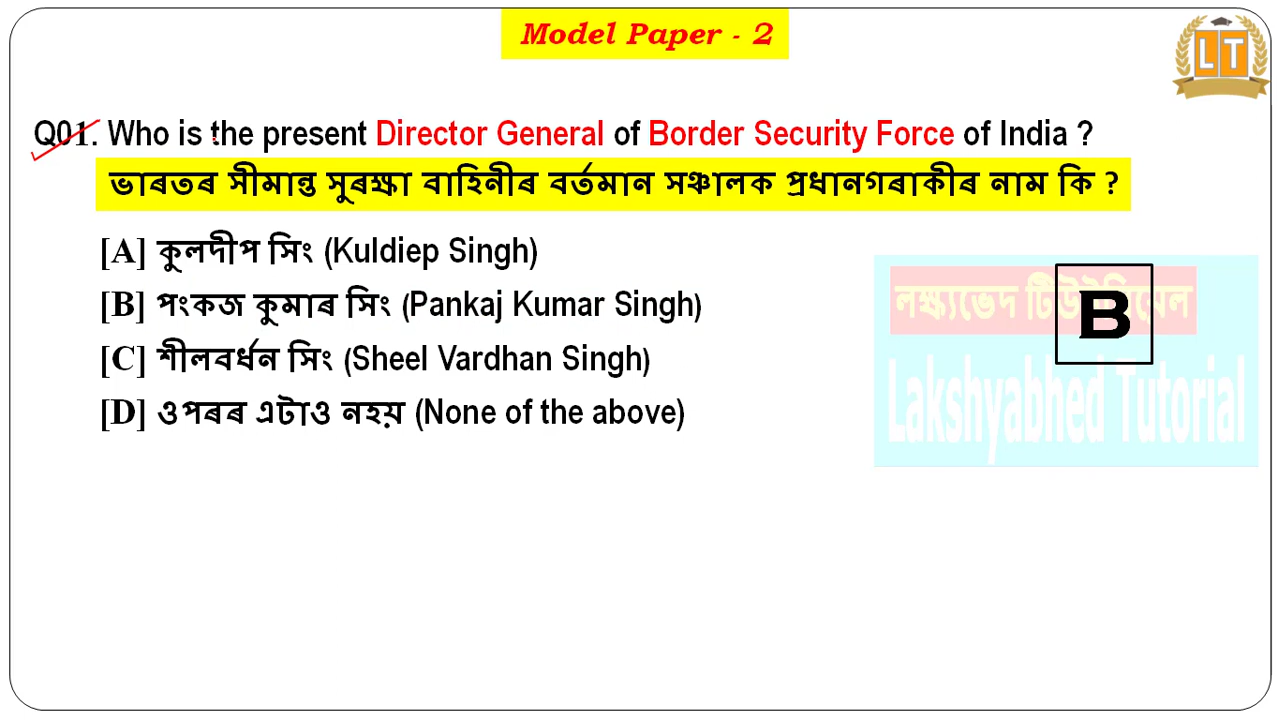 Model Paper - 2
LT
Q01. Who is the present Director General of Border Security Force of India ?
ভাৰতৰ সীমান্ত সুৰক্ষা বাহিনীৰ বৰ্তমান সঞ্চালক প্ৰধানগৰাকীৰ নাম কি ?
[A] কুলদীপ সিং (Kuldiep Singh)
[B] পংকজ কুমাৰ সিং (Pankaj Kumar Singh)
[C] শীলবৰ্ধন সিং (Sheel Vardhan Singh)
[D] ওপৰৰ এটাও নহয় (None of the above)
লক্ষ্যভেদ
B
Lakshyabhed Tutorial